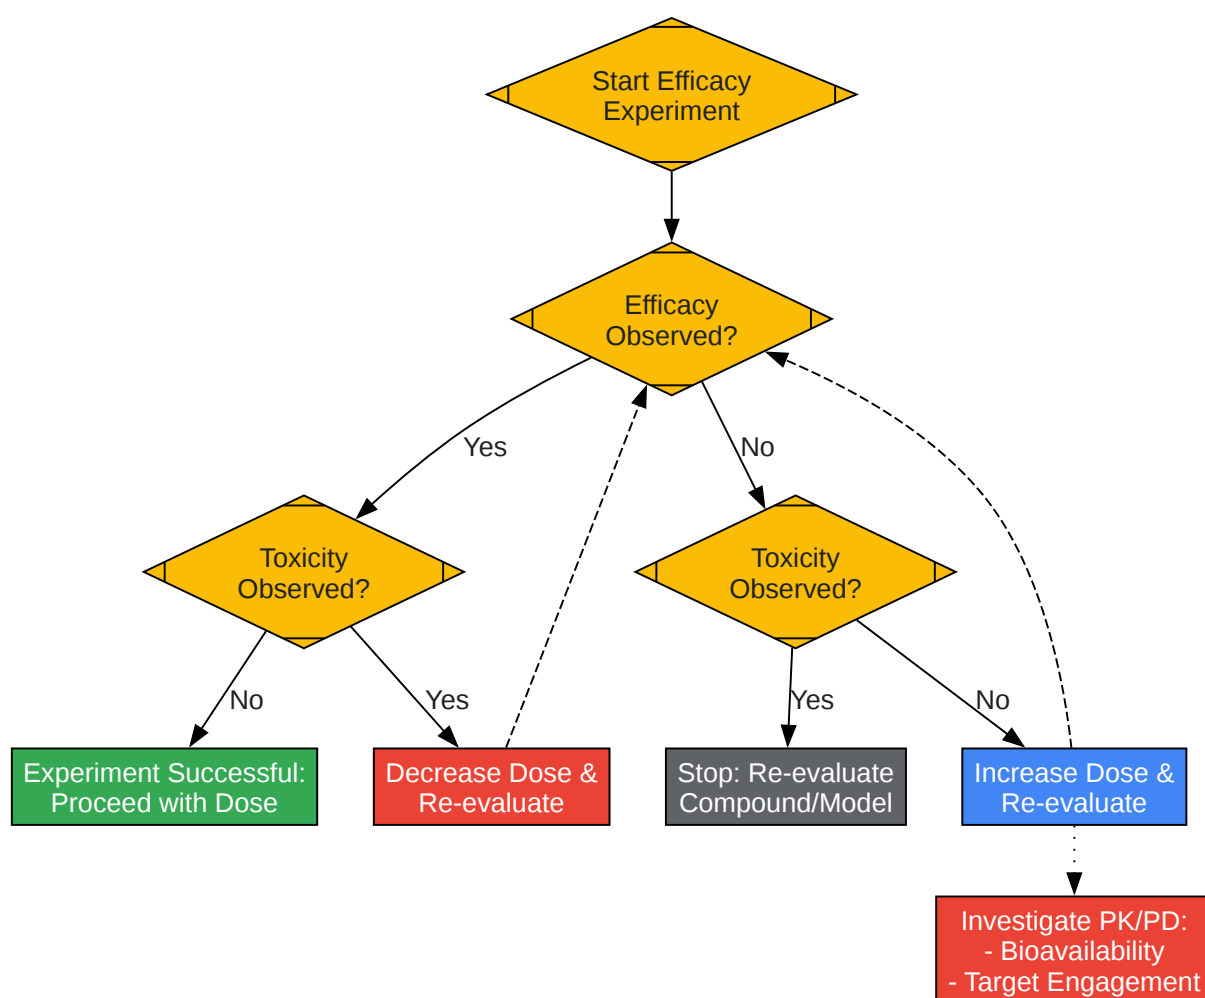 Start Efficacy
Experiment
Efficacy
Observed?
Yes
No
Toxicity
Observed?
Toxicity
Observed?
No
Yes
Yes
No
Experiment Successful:
Proceed with Dose
Decrease Dose &
Re-evaluate
Stop: Re-evaluate
Compound/Model
Increase Dose &
Re-evaluate
Investigate PK/PD:
- Bioavailability
- Target Engagement